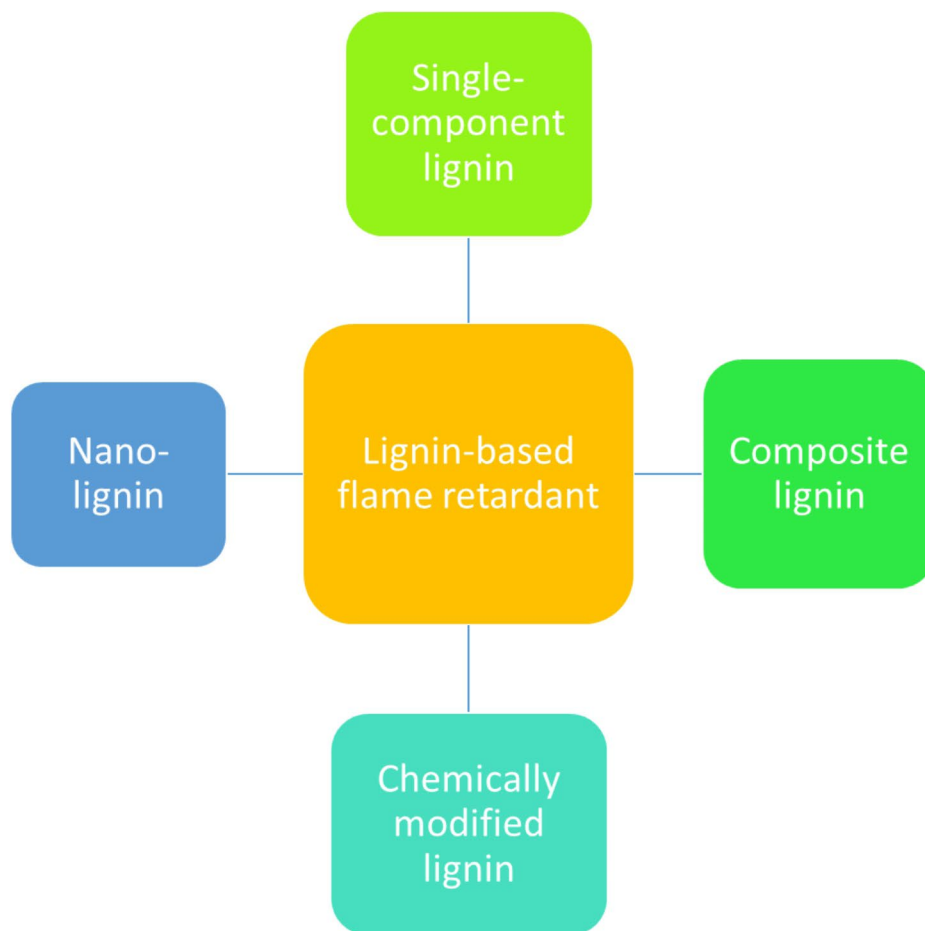 Single-
component
lignin
Nano-
lignin
Lignin-based
flame retardant
Composite
lignin
Chemically
modified
lignin